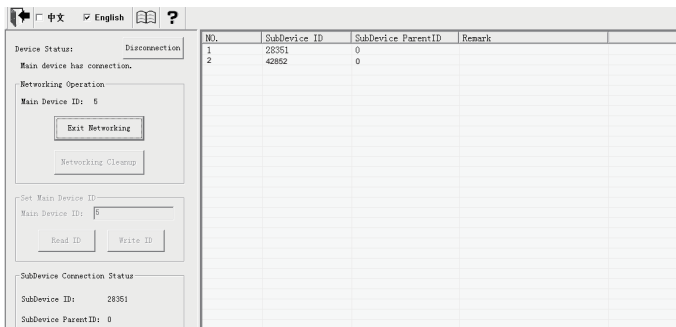 中文 English ?
NO. SubDevice ID SubDevice ParentID Remark
1 28351 0
2 42852 0
Device Status: Disconnection
Main device has connection.
Networking Operation
Main Device ID: 5
Exit Networking
Networking Cleanup
Set Main Device ID
Main Device ID: 5
Read ID Write ID
SubDevice Connection Status
SubDevice ID: 28351
SubDevice ParentID: 0